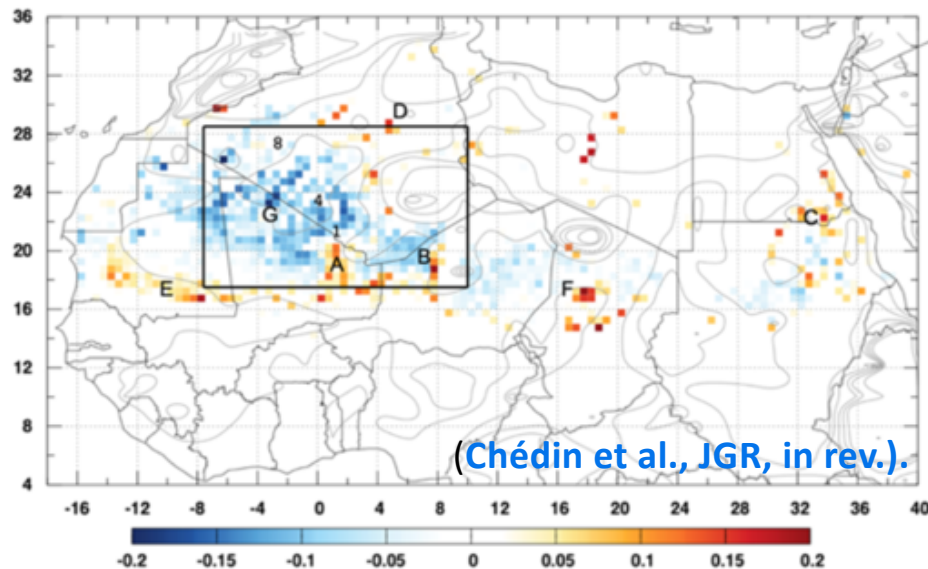 36
32
D
28
8
24
4
G
C
1
20
B
A
E
F
16
12
8
(Chédin et al., JGR, in rev.).
4
-16 -12 -8 -4 0 4 8 12 16 20 24 28 32 36 40
-0.2 -0.15 -0.1 -0.05 0 0.05 0.1 0.15 0.2